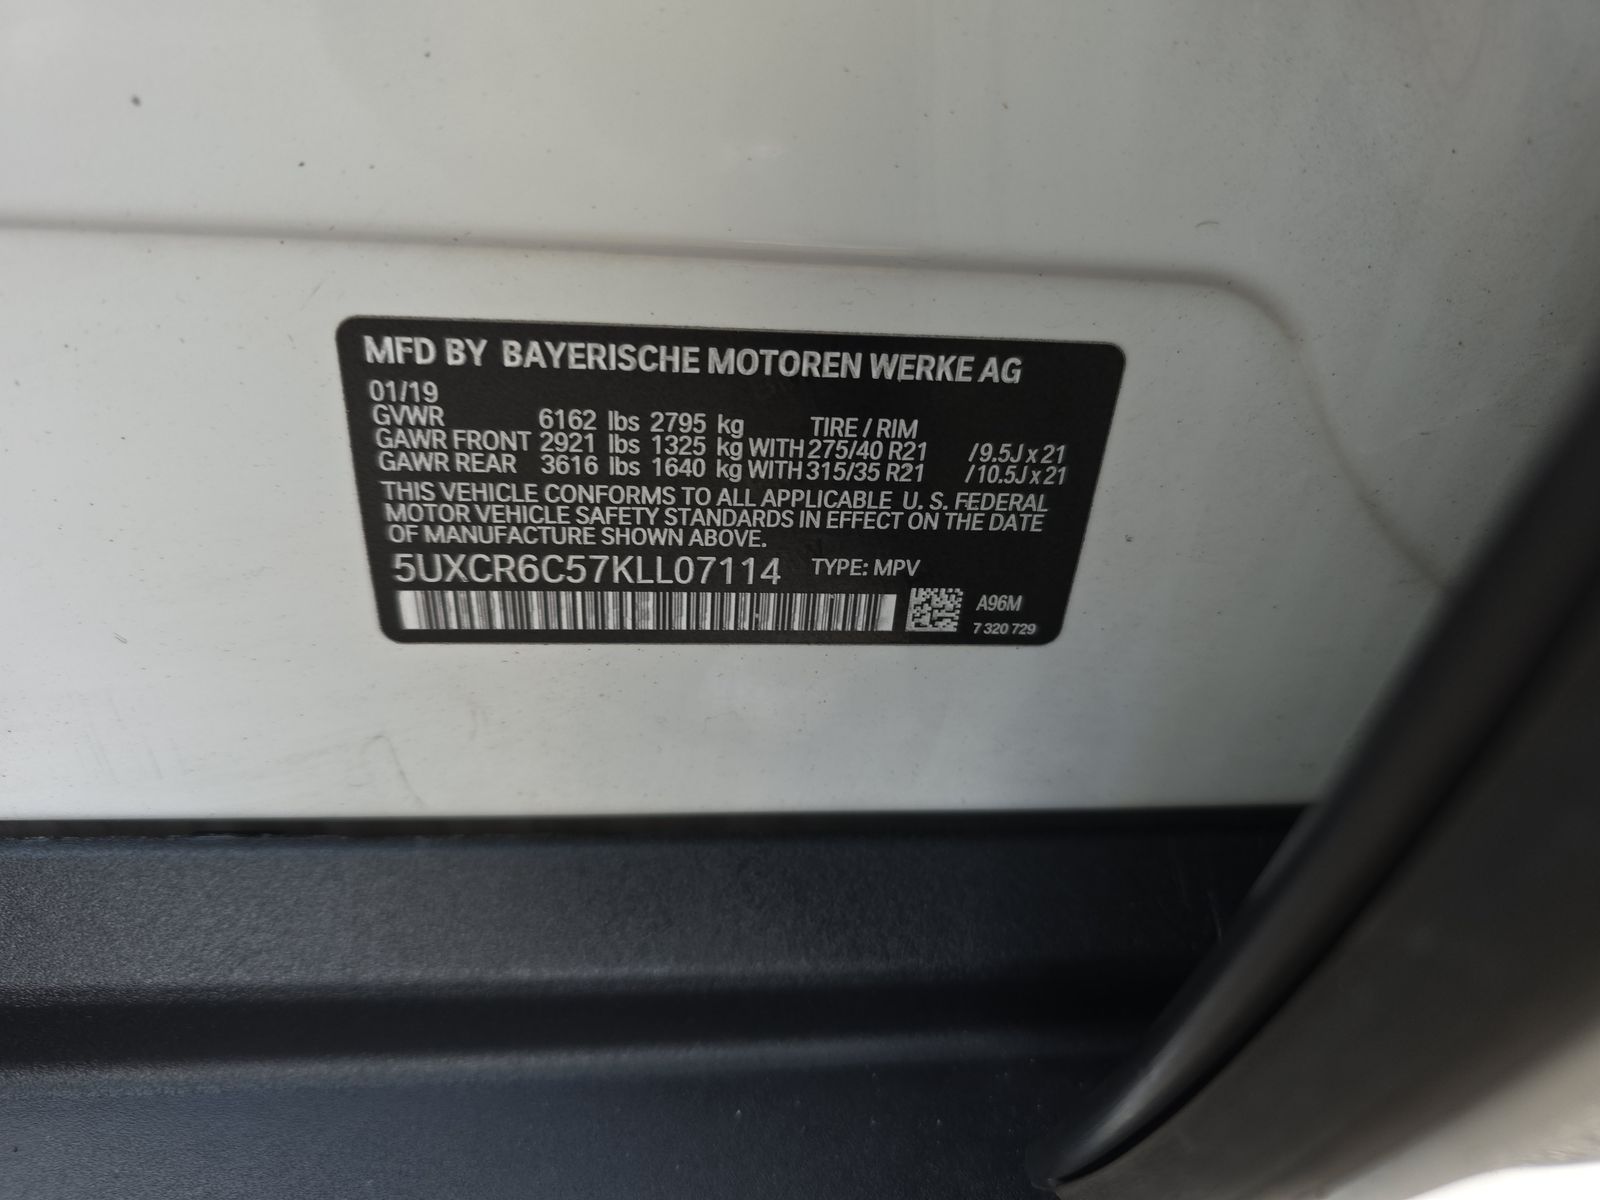 MFD BY BAYERISCHE MOTOREN WERKE AG
01/19
GVWR 6162 lbs 2795 kg TIRE / RIM
GAWR FRONT 2921 lbs 1325 kg WITH 275/40 R21 /9.5J x 21
GAWR REAR 3616 lbs 1640 kg WITH 315/35 R21 /10.5J x 21
THIS VEHICLE CONFORMS TO ALL APPLICABLE U. S. FEDERAL
MOTOR VEHICLE SAFETY STANDARDS IN EFFECT ON THE DATE
OF MANUFACTURE SHOWN ABOVE.
5UXCR6C57KLL07114 TYPE: MPV
A96M
7 320 729